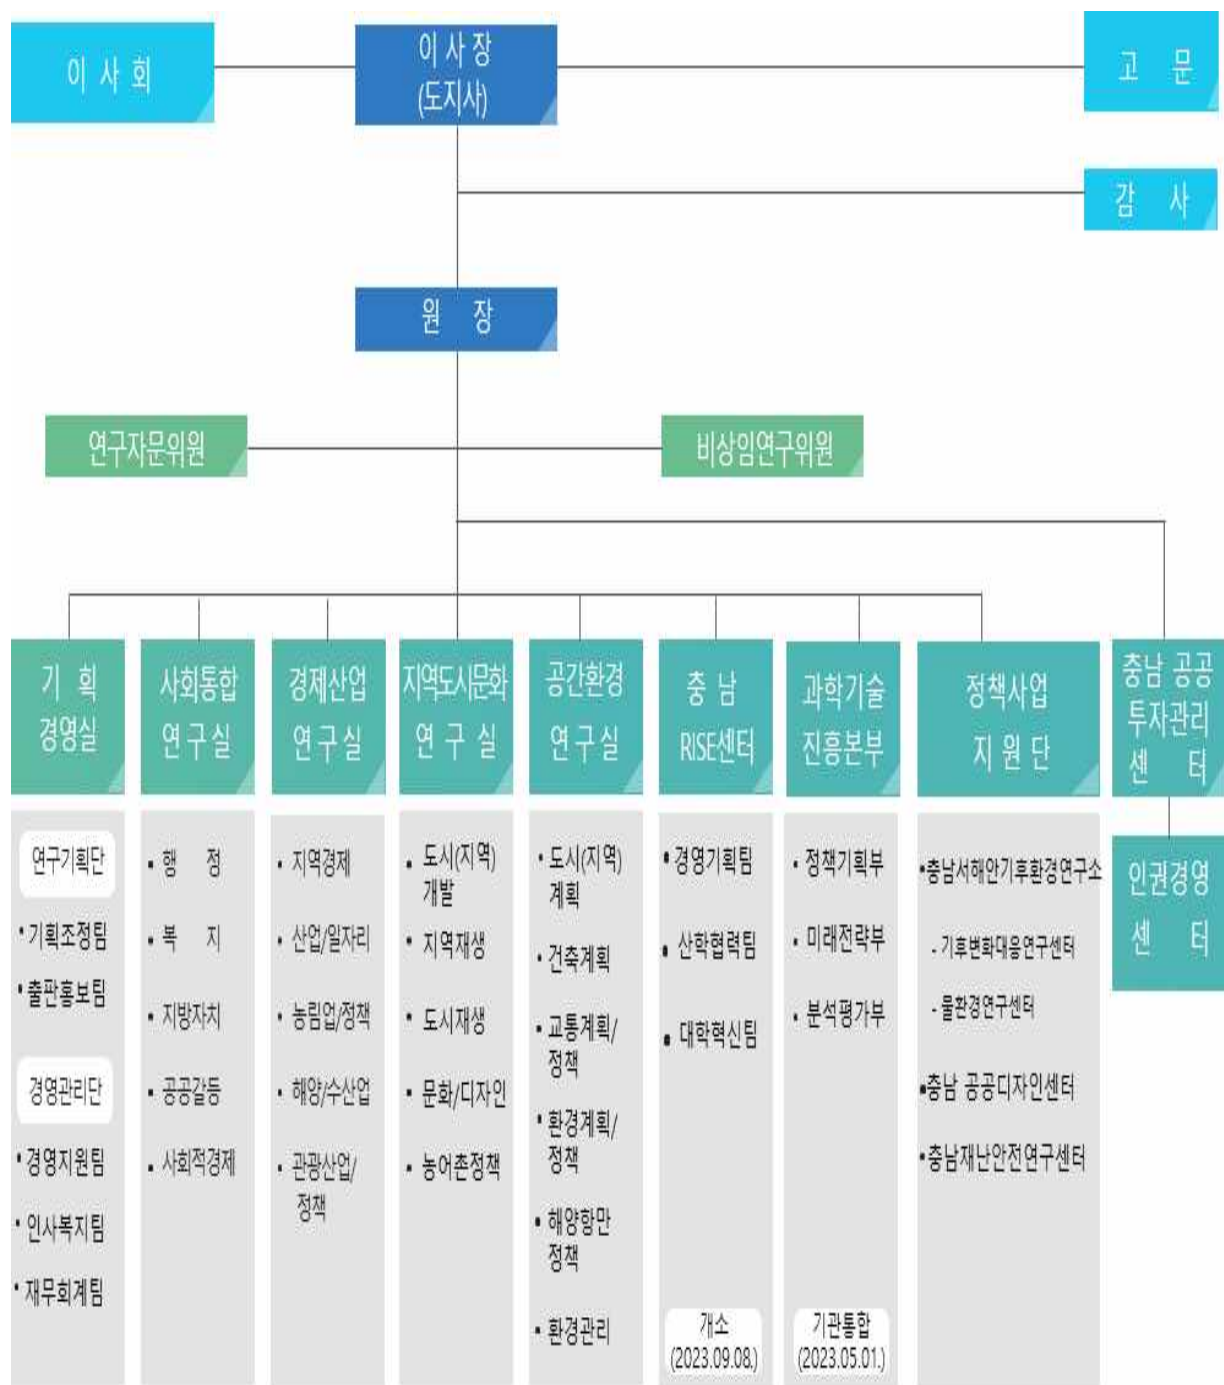 이 사 회
이 사 장
(도지사)
고 문
감 사
원 장
연구자문위원
비상임연구위원
기 획
경영실
연구기획단
• 기획조정팀
• 출판홍보팀
경영관리단
• 경영지원팀
• 인사복지팀
• 재무회계팀
사회통합
연 구 실
• 행 정
• 복 지
• 지방자치
• 공공갈등
• 사회적경제
경제산업
연 구 실
• 지역경제
• 산업/일자리
• 농림업/정책
• 해양/수산업
• 관광산업/
정책
지역도시문화
연 구 실
• 도시(지역)
개발
• 지역재생
• 도시재생
• 문화/디자인
• 농어촌정책
공간환경
연 구 실
• 도시(지역)
계획
• 건축계획
• 교통계획/
정책
• 환경계획/
정책
• 해양항만
정책
• 환경관리
충 남
RISE센터
• 경영기획팀
• 산학협력팀
• 대학혁신팀
개소
(2023.09.08.)
과학기술
진흥본부
• 정책기획부
• 미래전략부
• 분석평가부
기관통합
(2023.05.01.)
정책사업
지 원 단
•충남서해안기후환경연구소
- 기후변화대응연구센터
- 물환경연구센터
•충남 공공디자인센터
•충남재난안전연구센터
충남 공공
투자관리
센 터
인권경영
센 터